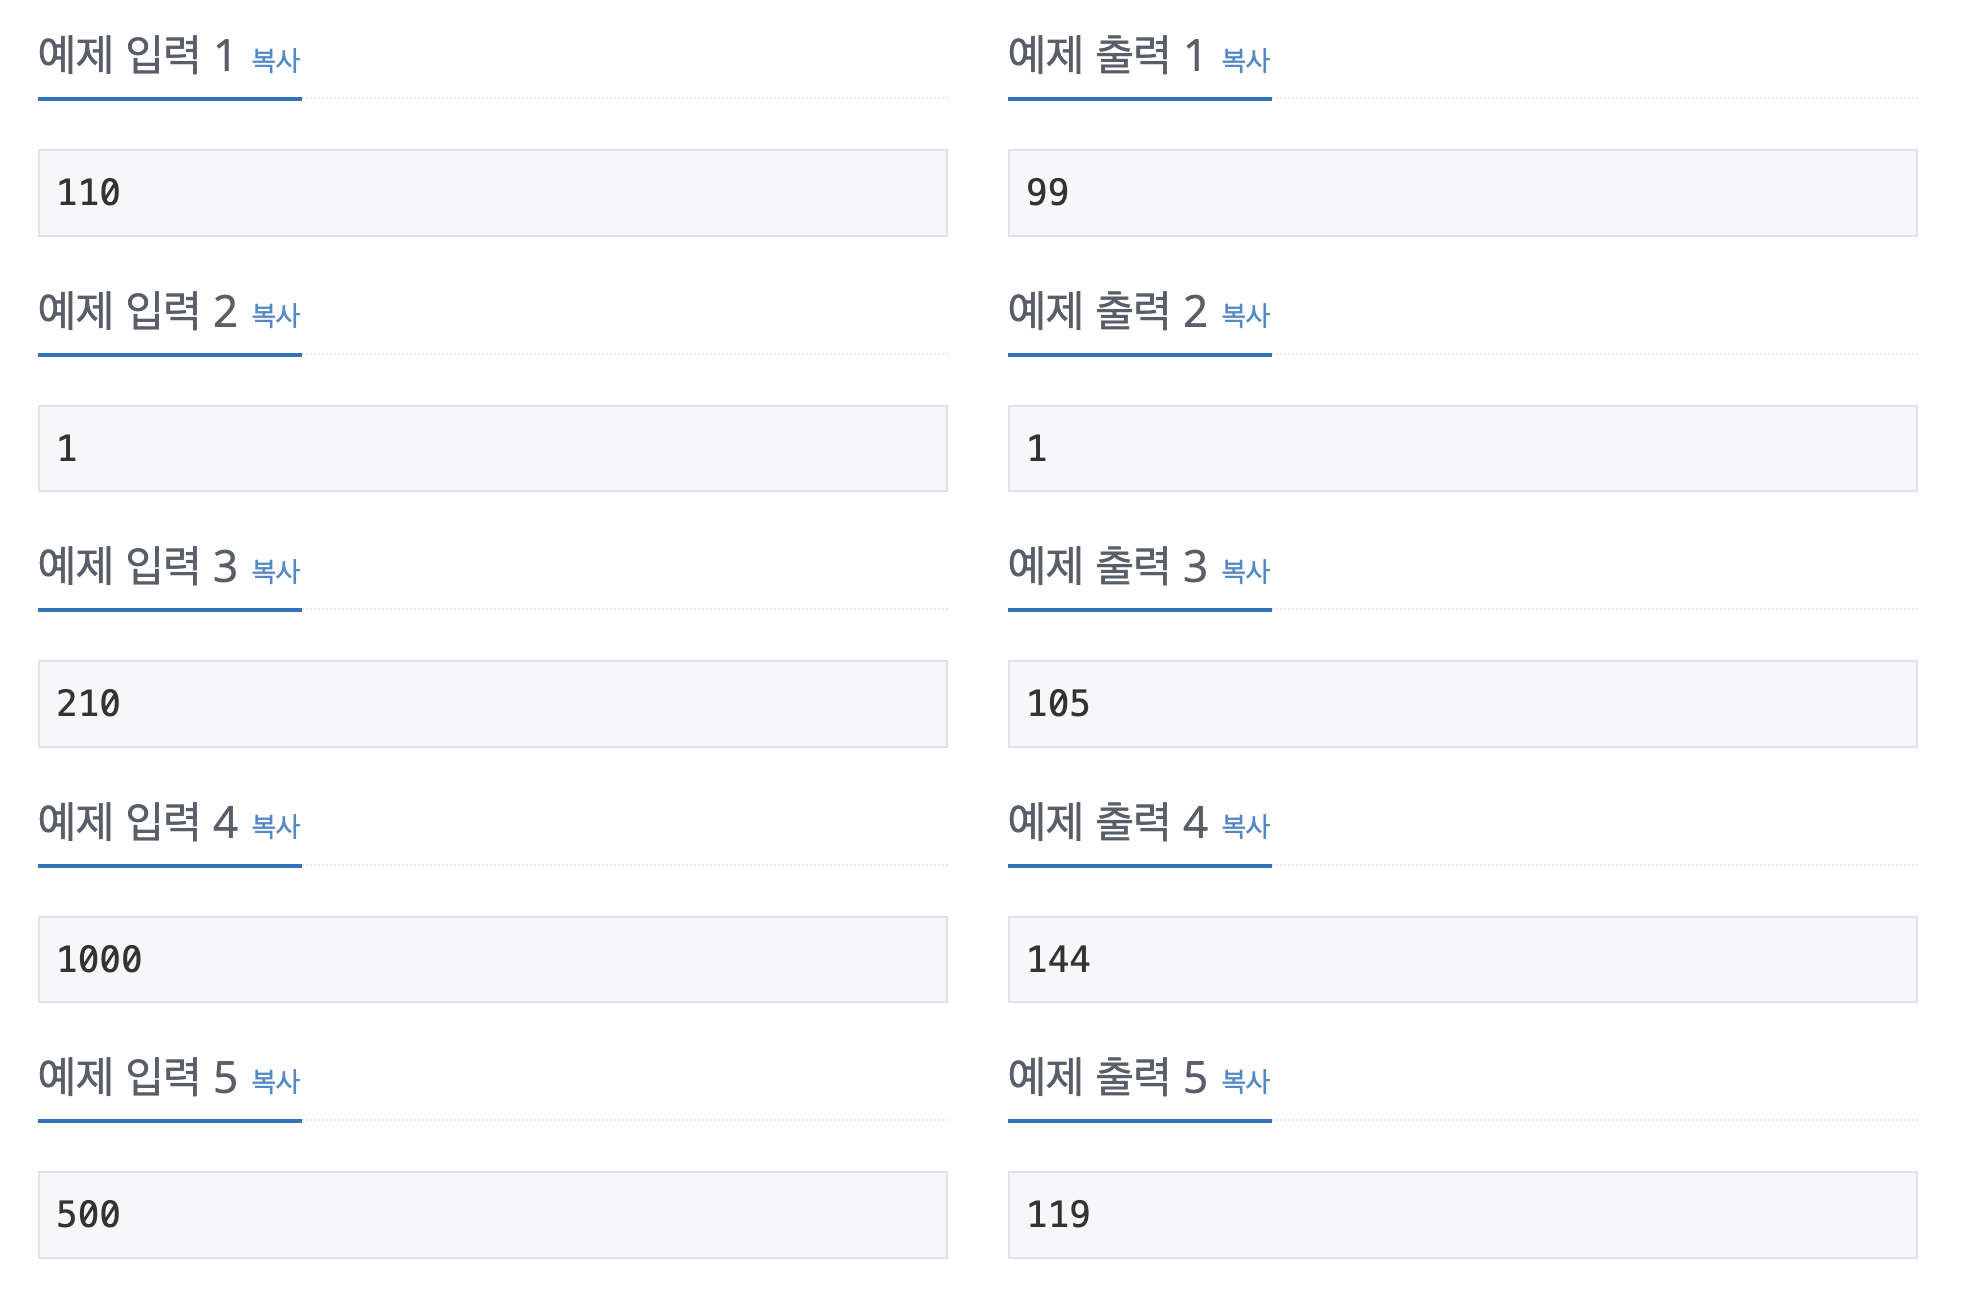 예제 입력 1 복사
예제 출력 1 복사
110
99
예제 입력 2 복사
예제 출력 2 복사
1
1
예제 입력 3 복사
예제 출력 3 복사
210
105
예제 입력 4 복사
예제 출력 4 복사
1000
144
예제 입력 5 복사
예제 출력 5 복사
500
119